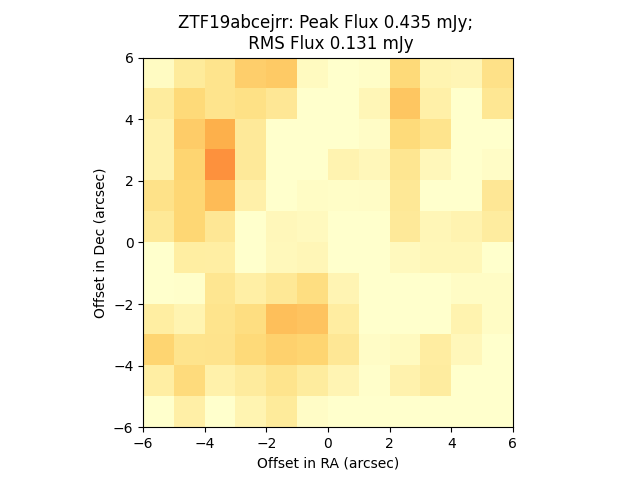 ZTF19abcejrr: Peak Flux 0.435 mJy;
RMS Flux 0.131 mJy
6
4
2
0
−2
−4
−6
Offset in Dec (arcsec)
−6 −4 −2 0 2 4 6
Offset in RA (arcsec)